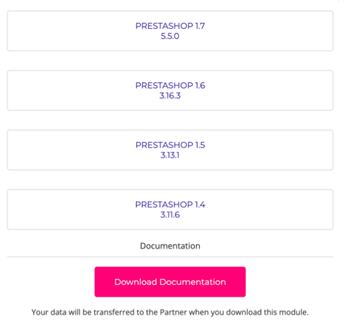 PRESTASHOP 1.7
5.5.0
PRESTASHOP 1.6
3.16.3
PRESTASHOP 1.5
3.13.1
PRESTASHOP 1.4
3.11.6
Documentation
Download Documentation
Your data will be transferred to the Partner when you download this module.